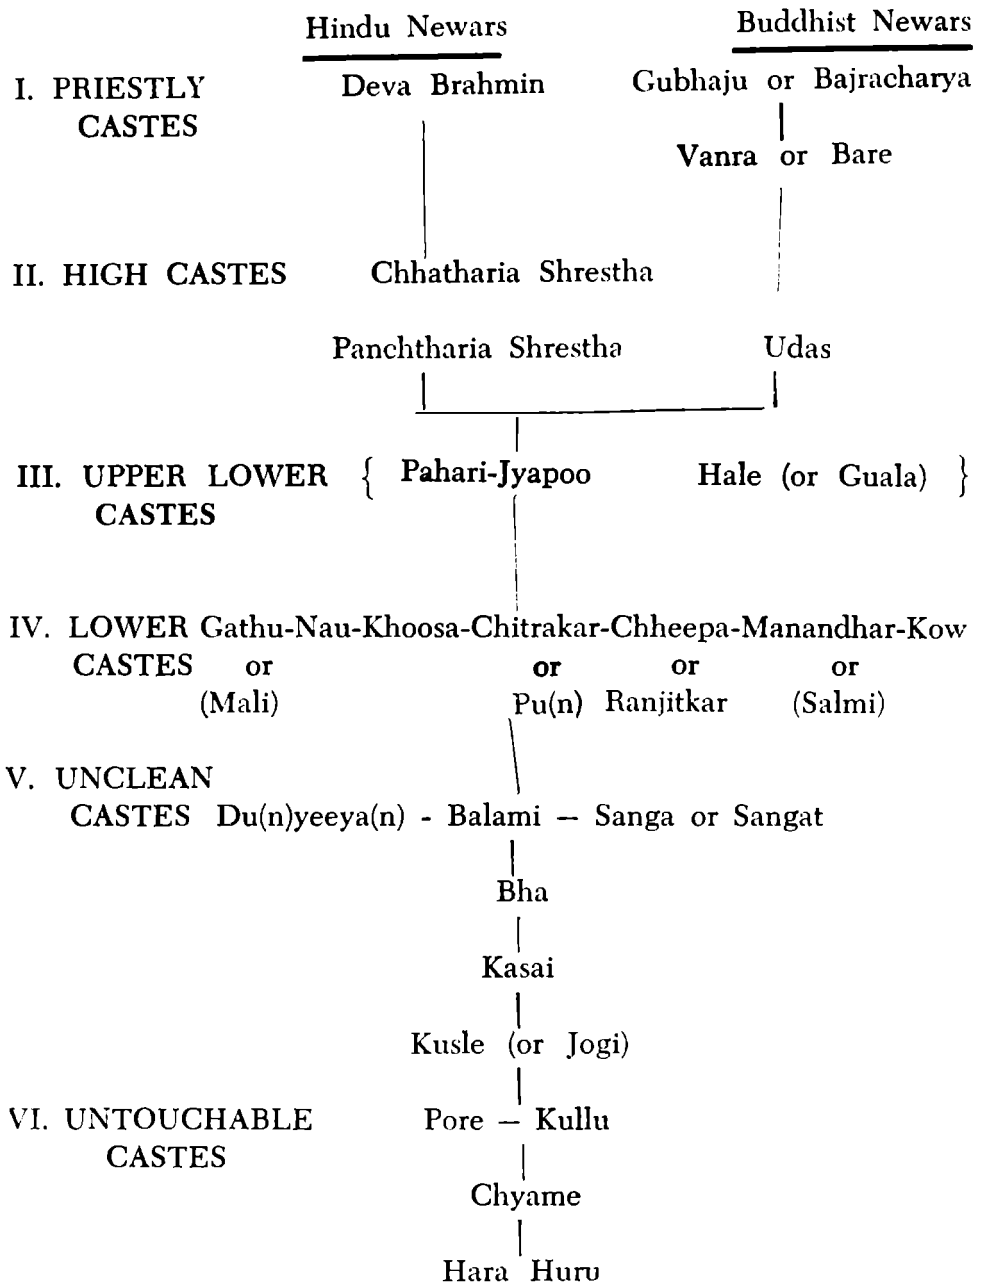 Hindu Newars Buddhist Newars
I. PRIESTLY Deva Brahmin Gubhaju or Bajracharya
CASTES
Vanra or Bare
II. HIGH CASTES Chhatharia Shrestha
Panchtharia Shrestha Udas
III. UPPER LOWER { Pahari-Jyapoo Hale (or Guala) }
CASTES
IV. LOWER Gathu-Nau-Khoosa-Chitrakar-Chheepa-Manandhar-Kow
CASTES or or or or
(Mali) Pu(n) Ranjitkar (Salmi)
V. UNCLEAN
CASTES Du(n)yeeya(n) - Balami – Sanga or Sangat
Bha
Kasai
Kusle (or Jogi)
VI. UNTOUCHABLE Pore – Kullu
CASTES
Chyame
Hara Huru